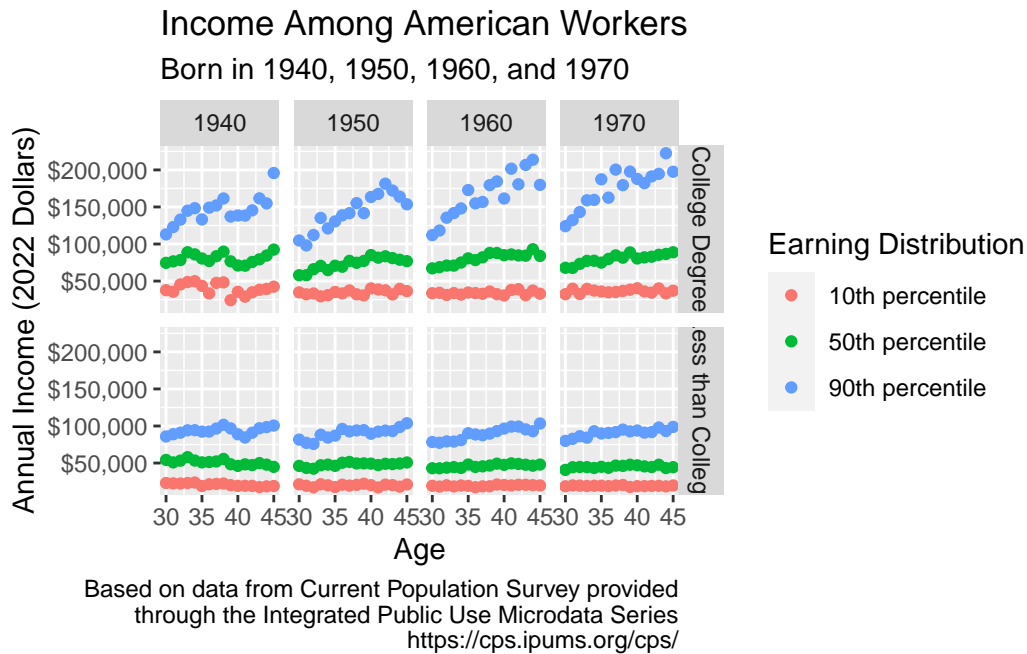 Income Among American Workers
Born in 1940, 1950, 1960, and 1970
1940 1950 1960 1970
Annual Income (2022 Dollars)
$200,000
$150,000
$100,000
$50,000
College Degree
$200,000
$150,000
$100,000
$50,000
ess than Colleg
30 35 40 45 30 35 40 45 30 35 40 45 30 35 40 45
Age
Earning Distribution
10th percentile
50th percentile
90th percentile
Based on data from Current Population Survey provided
through the Integrated Public Use Microdata Series
https://cps.ipums.org/cps/